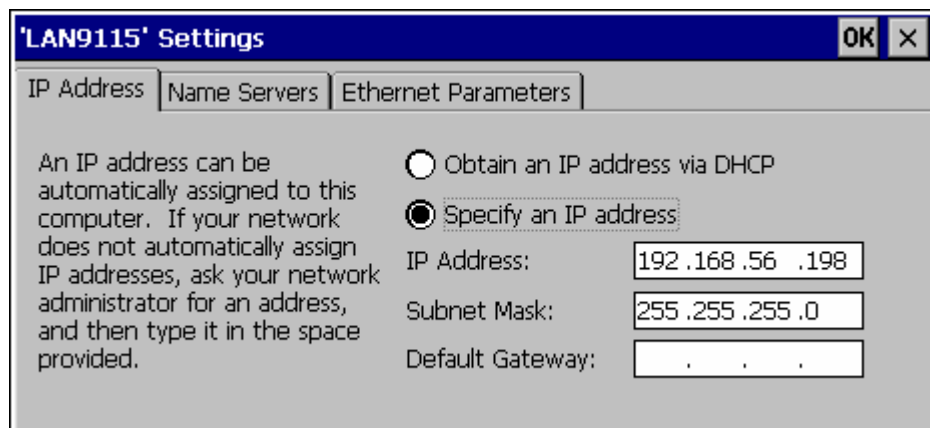 'LAN9115' Settings
OK ×
IP Address Name Servers Ethernet Parameters
An IP address can be
automatically assigned to this
computer. If your network
does not automatically assign
IP addresses, ask your network
administrator for an address,
and then type it in the space
provided.
Obtain an IP address via DHCP
Specify an IP address
IP Address: 192 .168 .56 .198
Subnet Mask: 255 .255 .255 .0
Default Gateway: . . .